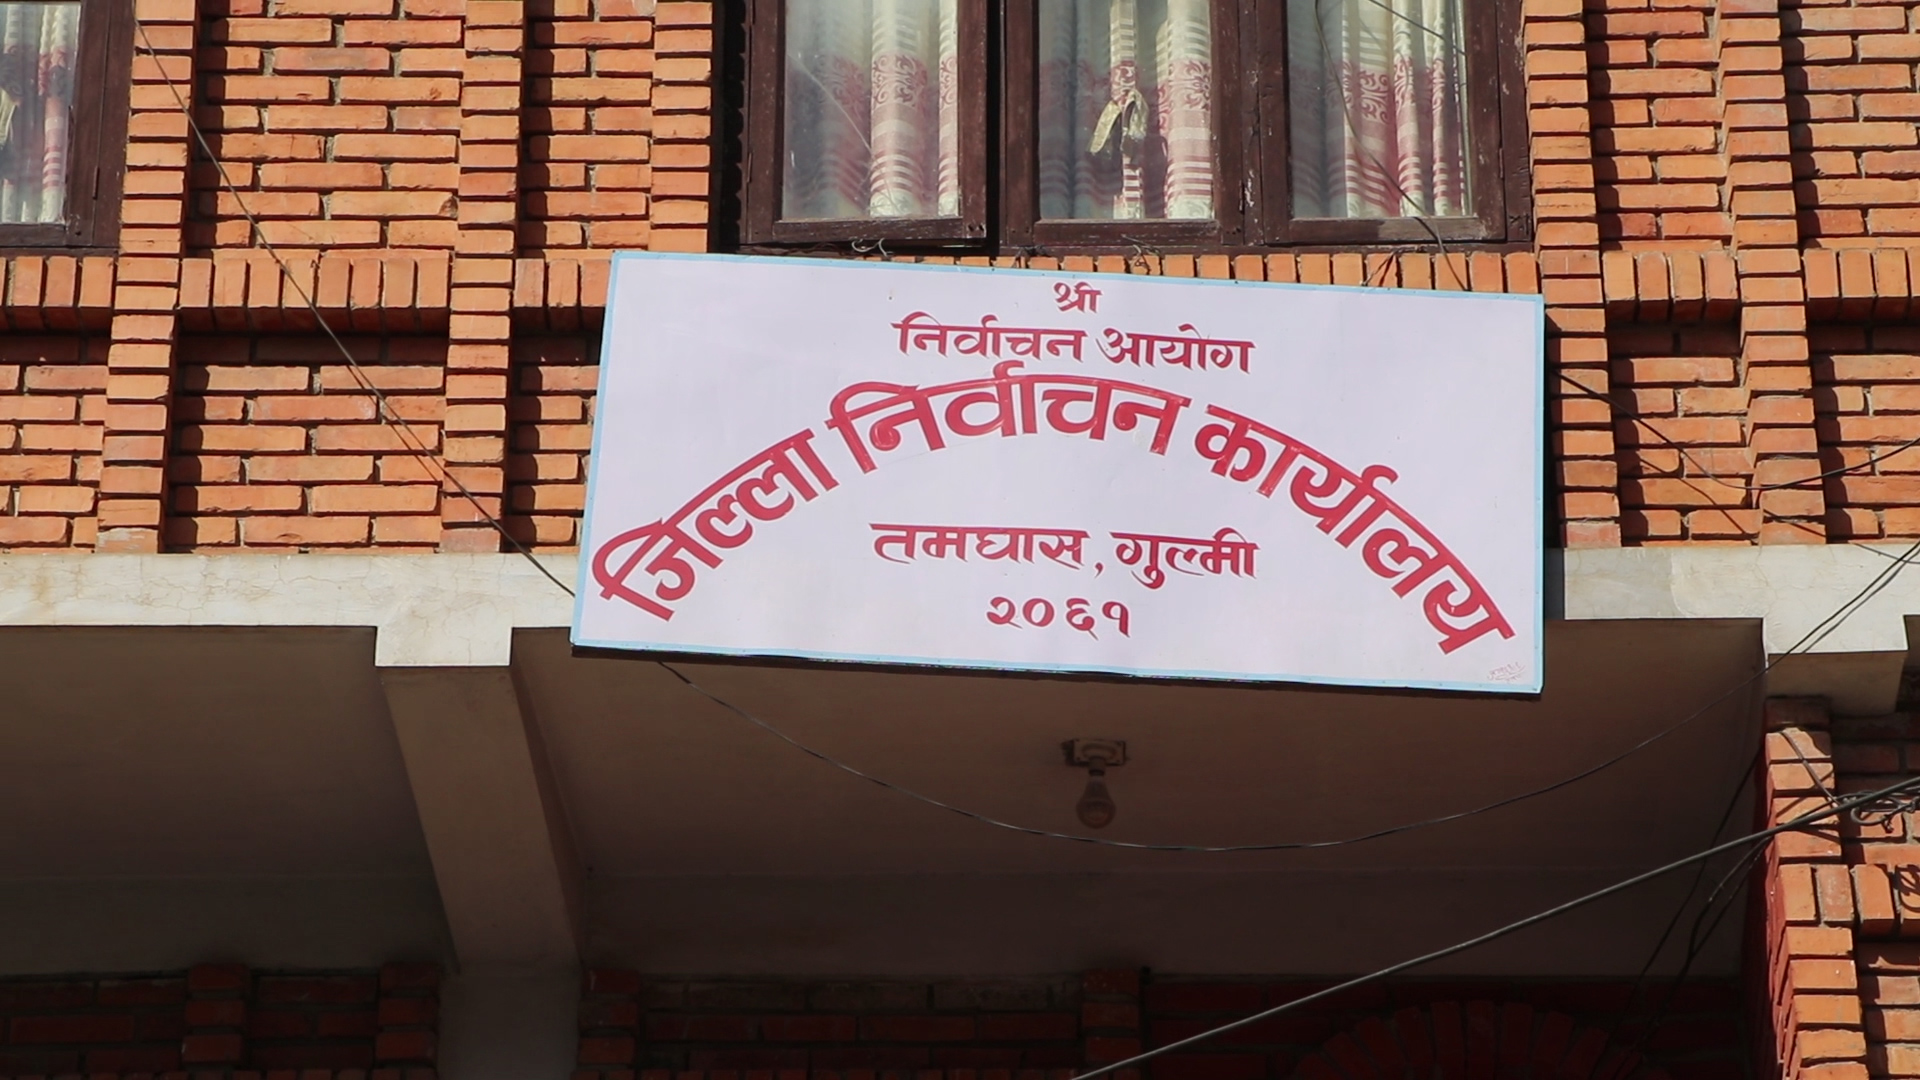 श्री
निर्वाचन आयोग
जिल्ला निर्वाचन कार्यालय
तमघास, गुल्मी
२०६१